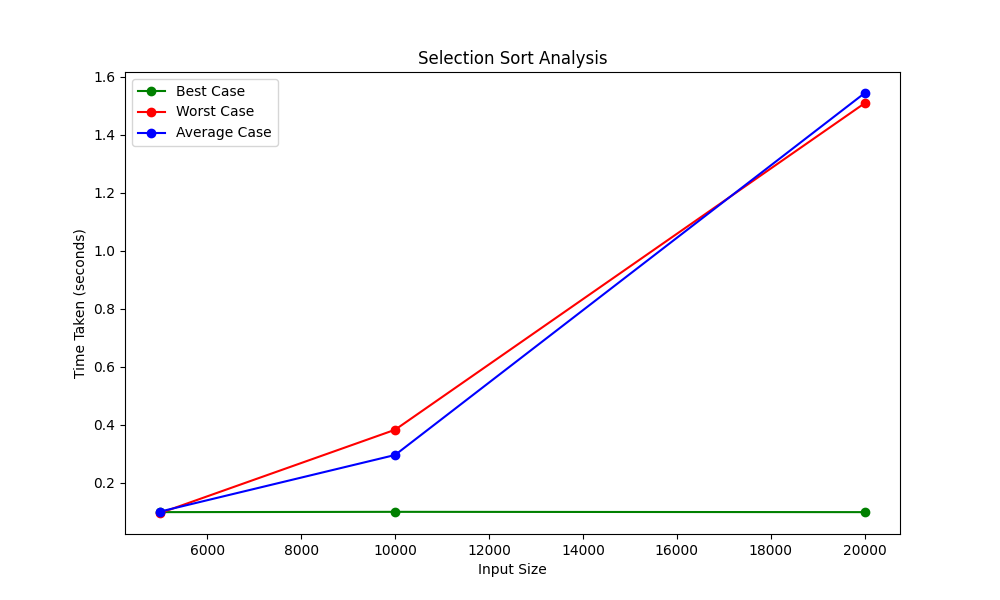 Selection Sort Analysis
Best Case
Worst Case
Average Case
Time Taken (seconds)
1.6
1.4
1.2
1.0
0.8
0.6
0.4
0.2
6000 8000 10000 12000 14000 16000 18000 20000
Input Size